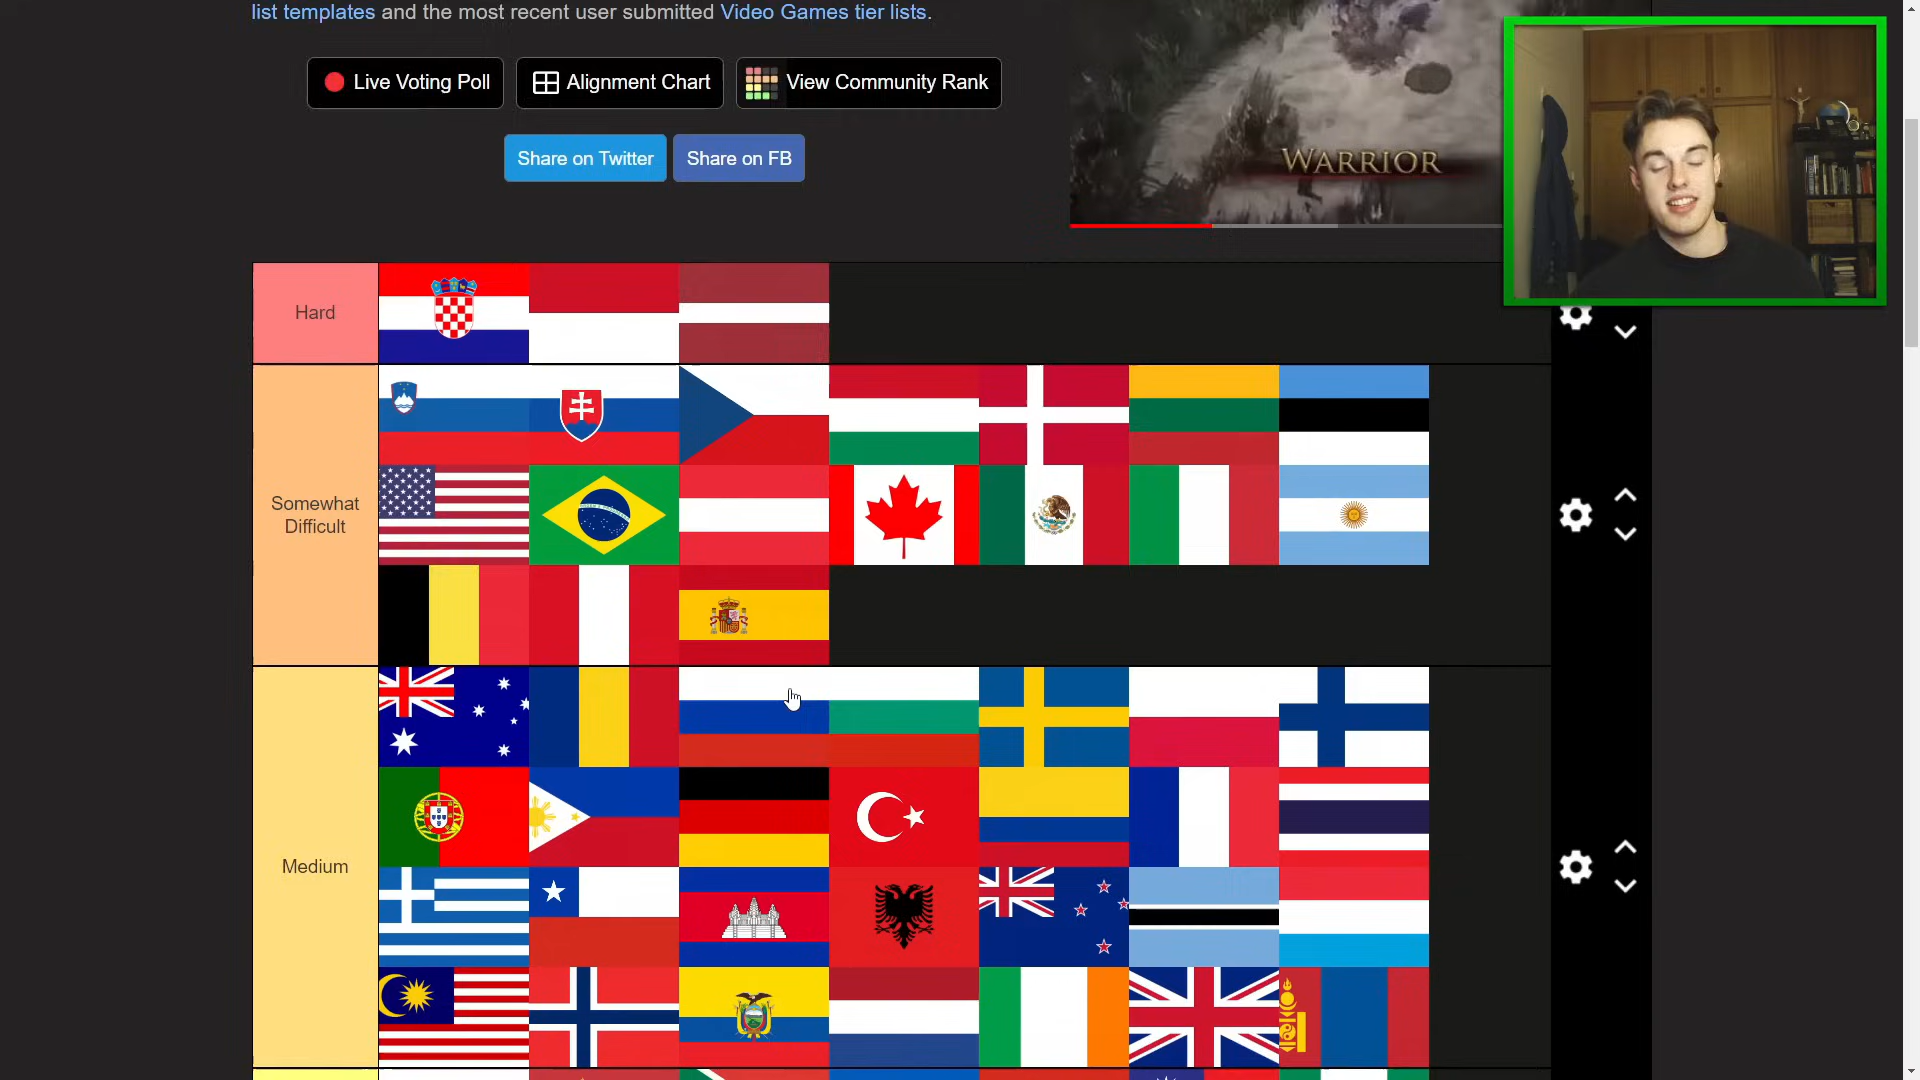 list templates and the most recent user submitted Video Games tier lists.
Live Voting Poll
Alignment Chart
View Community Rank
Share on Twitter
Share on FB
WARRIOR
Hard
Somewhat
Difficult
Medium